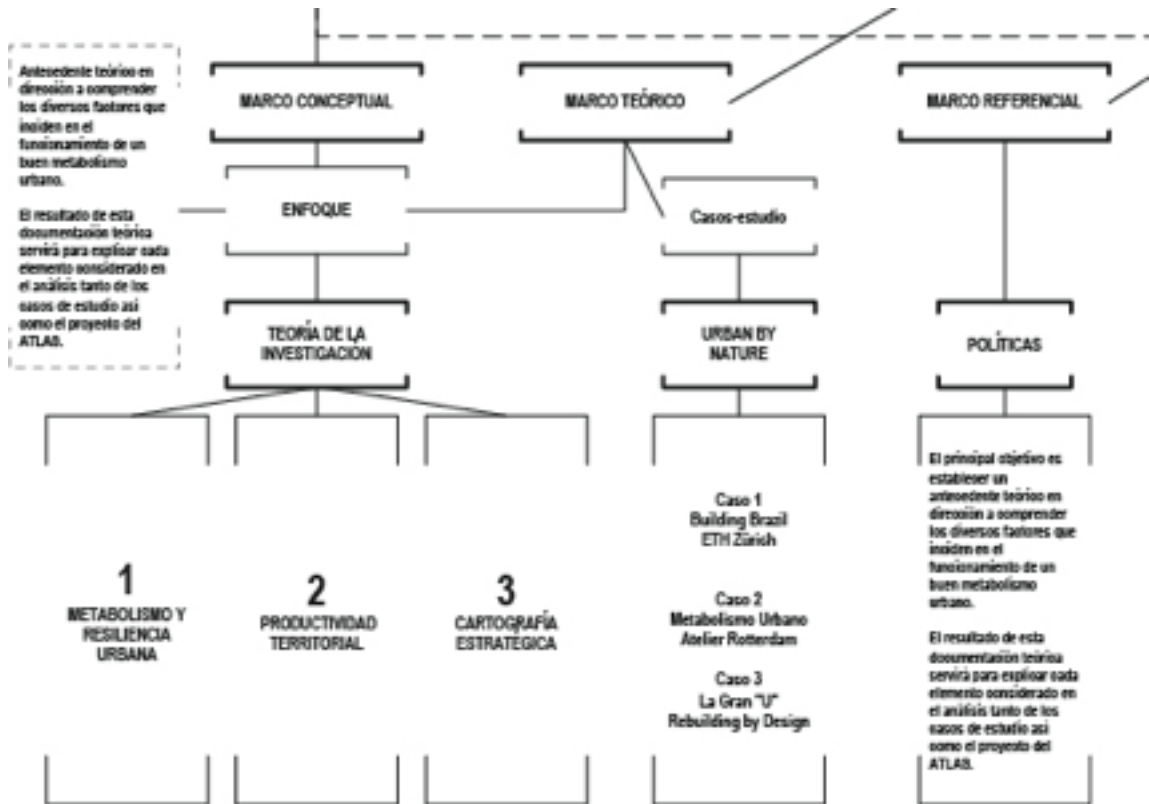 Antecedente teórico en
dirección a comprender
los diversos factores que
inciden en el
funcionamiento de un
buen metabolismo
urbano.
El resultado de esta
documentación teórica
servirá para explicar cada
elemento considerado en
el análisis tanto de los
casos de estudio así
como el proyecto del
ATLAS.
MARCO CONCEPTUAL
MARCO TEÓRICO
MARCO REFERENCIAL
ENFOQUE
Casos-estudio
TEORÍA DE LA
INVESTIGACIÓN
URBAN BY
NATURE
POLÍTICAS
1
METABOLISMO Y
RESILIENCIA
URBANA
2
PRODUCTIVIDAD
TERRITORIAL
3
CARTOGRAFÍA
ESTRATÉGICA
Caso 1
Building Brazil
ETH Zürich
Caso 2
Metabolismo Urbano
Atelier Rotterdam
Caso 3
La Gran "U"
Rebuilding by Design
El principal objetivo es
establecer un
antecedente teórico en
dirección a comprender
los diversos factores que
inciden en el
funcionamiento de un
buen metabolismo
urbano.
El resultado de esta
documentación teórica
servirá para explicar cada
elemento considerado en
el análisis tanto de los
casos de estudio así
como el proyecto del
ATLAS.